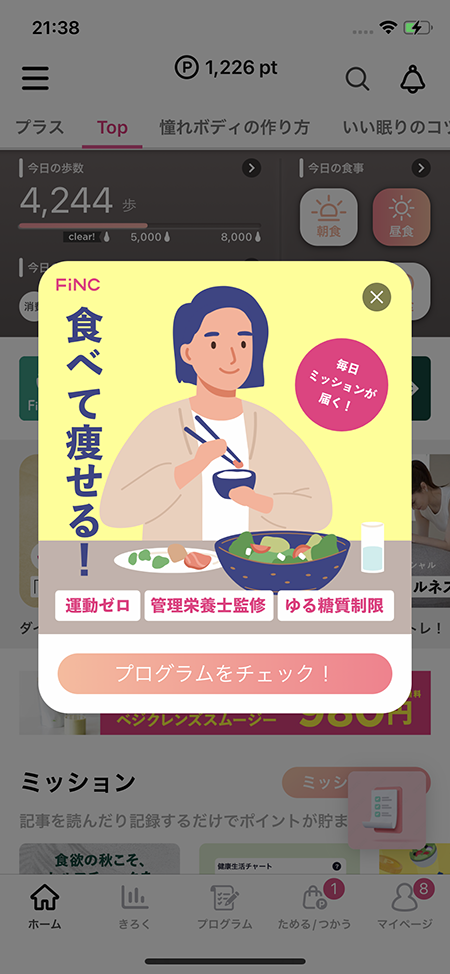 21:38
P 1,226 pt
プラス Top 憧れボディの作り方 いい眠りのコツ
今日の歩数
4,244 歩
clear! 5,000 8,000
今日の食事
朝食 昼食
FiNC
食べて痩せる!
毎日
ミッションが
届く!
運動ゼロ 管理栄養士監修 ゆる糖質制限
プログラムをチェック!
ベジクレンズスムージー 980円
ミッション
記事を読んだり記録するだけでポイントが貯ま
食欲の秋こそ、
健康生活チャート ?
ホーム きろく プログラム ためる/つかう 1 マイページ 8